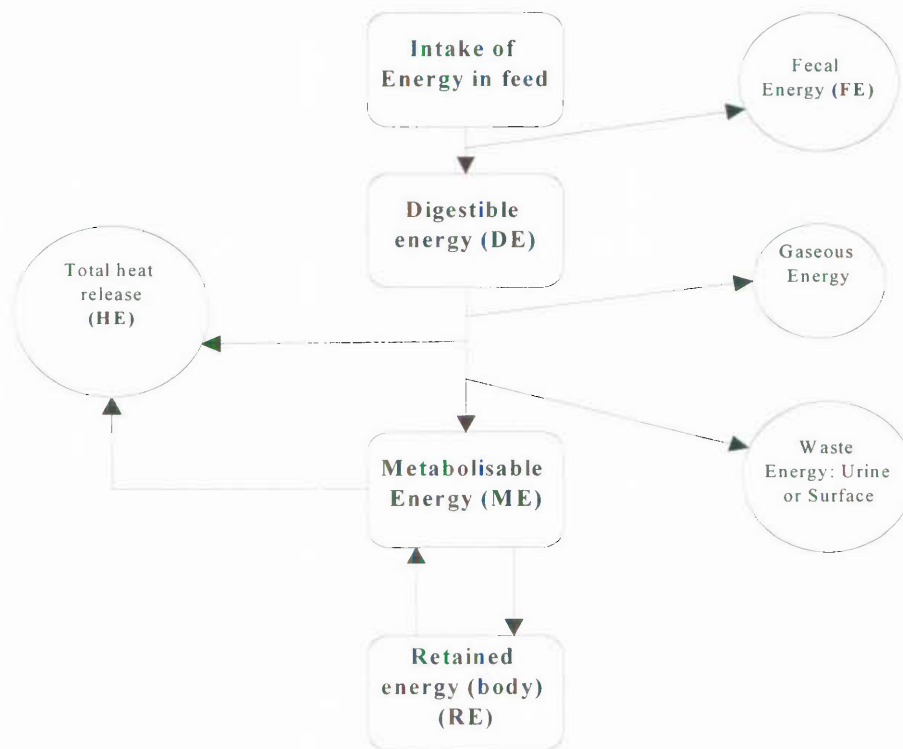 Intake of
Energy in feed
Fecal
Energy (FE)
Digestible
energy (DE)
Gaseous
Energy
Total heat
release
(HE)
Metabolisable
Energy (ME)
Waste
Energy: Urine
or Surface
Retained
energy (body)
(RE)